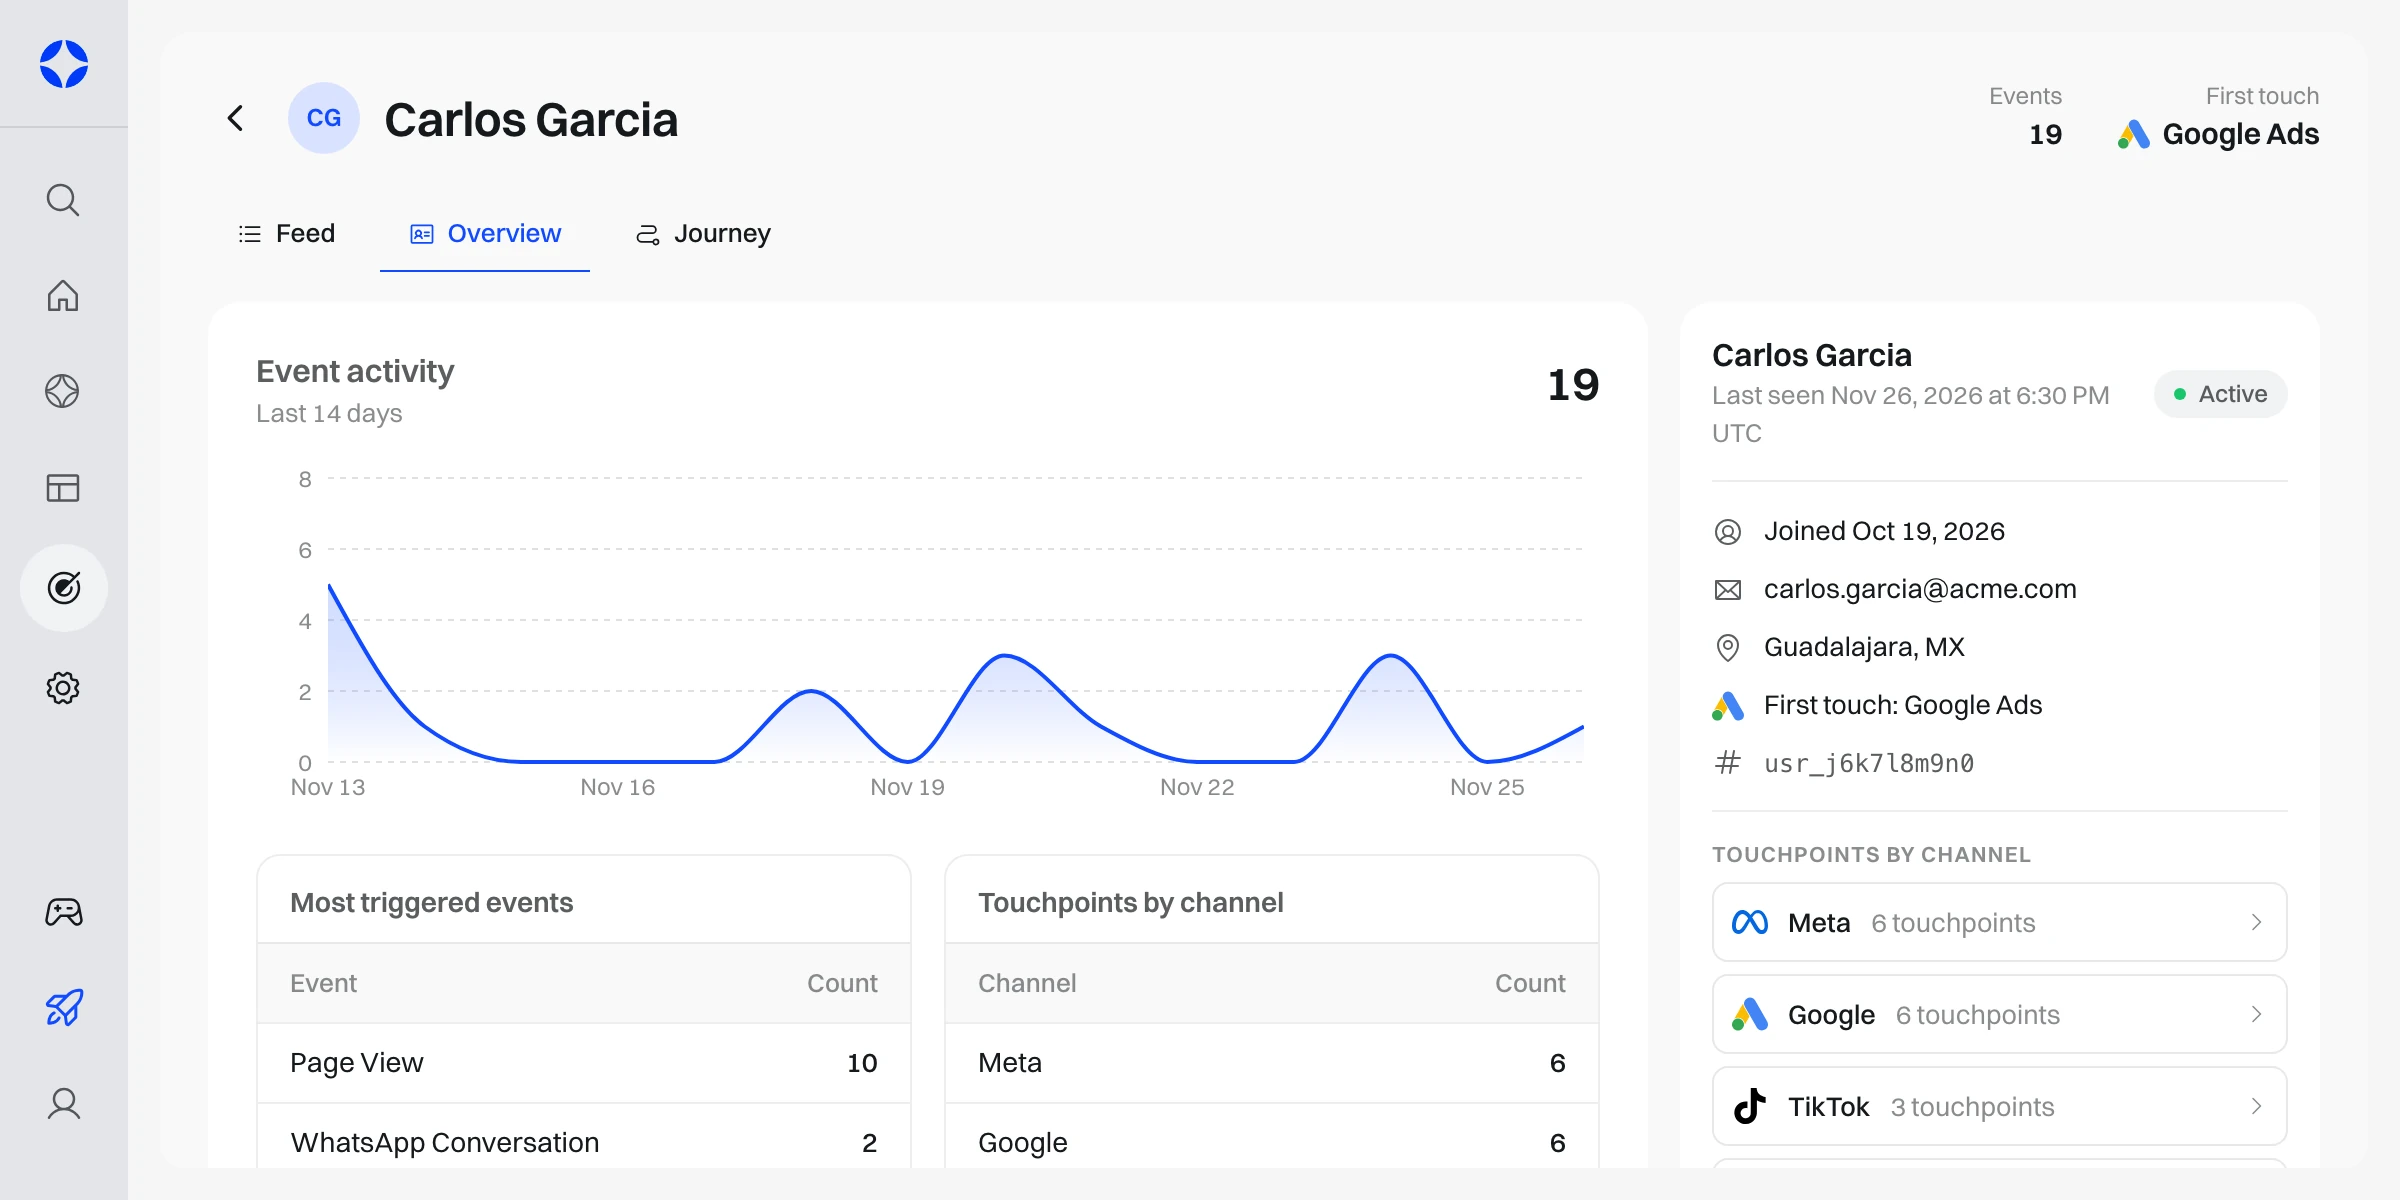 CG
Carlos Garcia
Events
19
First touch
Google Ads
Feed
Overview
Journey
Event activity
Last 14 days
19
8
6
4
2
0
Nov 13
Nov 16
Nov 19
Nov 22
Nov 25
Most triggered events
Event Count
Page View 10
WhatsApp Conversation 2
Touchpoints by channel
Channel Count
Meta 6
Google 6
Carlos Garcia
Last seen Nov 26, 2026 at 6:30 PM
UTC
Active
Joined Oct 19, 2026
carlos.garcia@acme.com
Guadalajara, MX
First touch: Google Ads
usr_j6k7l8m9n0
TOUCHPOINTS BY CHANNEL
Meta 6 touchpoints
Google 6 touchpoints
TikTok 3 touchpoints